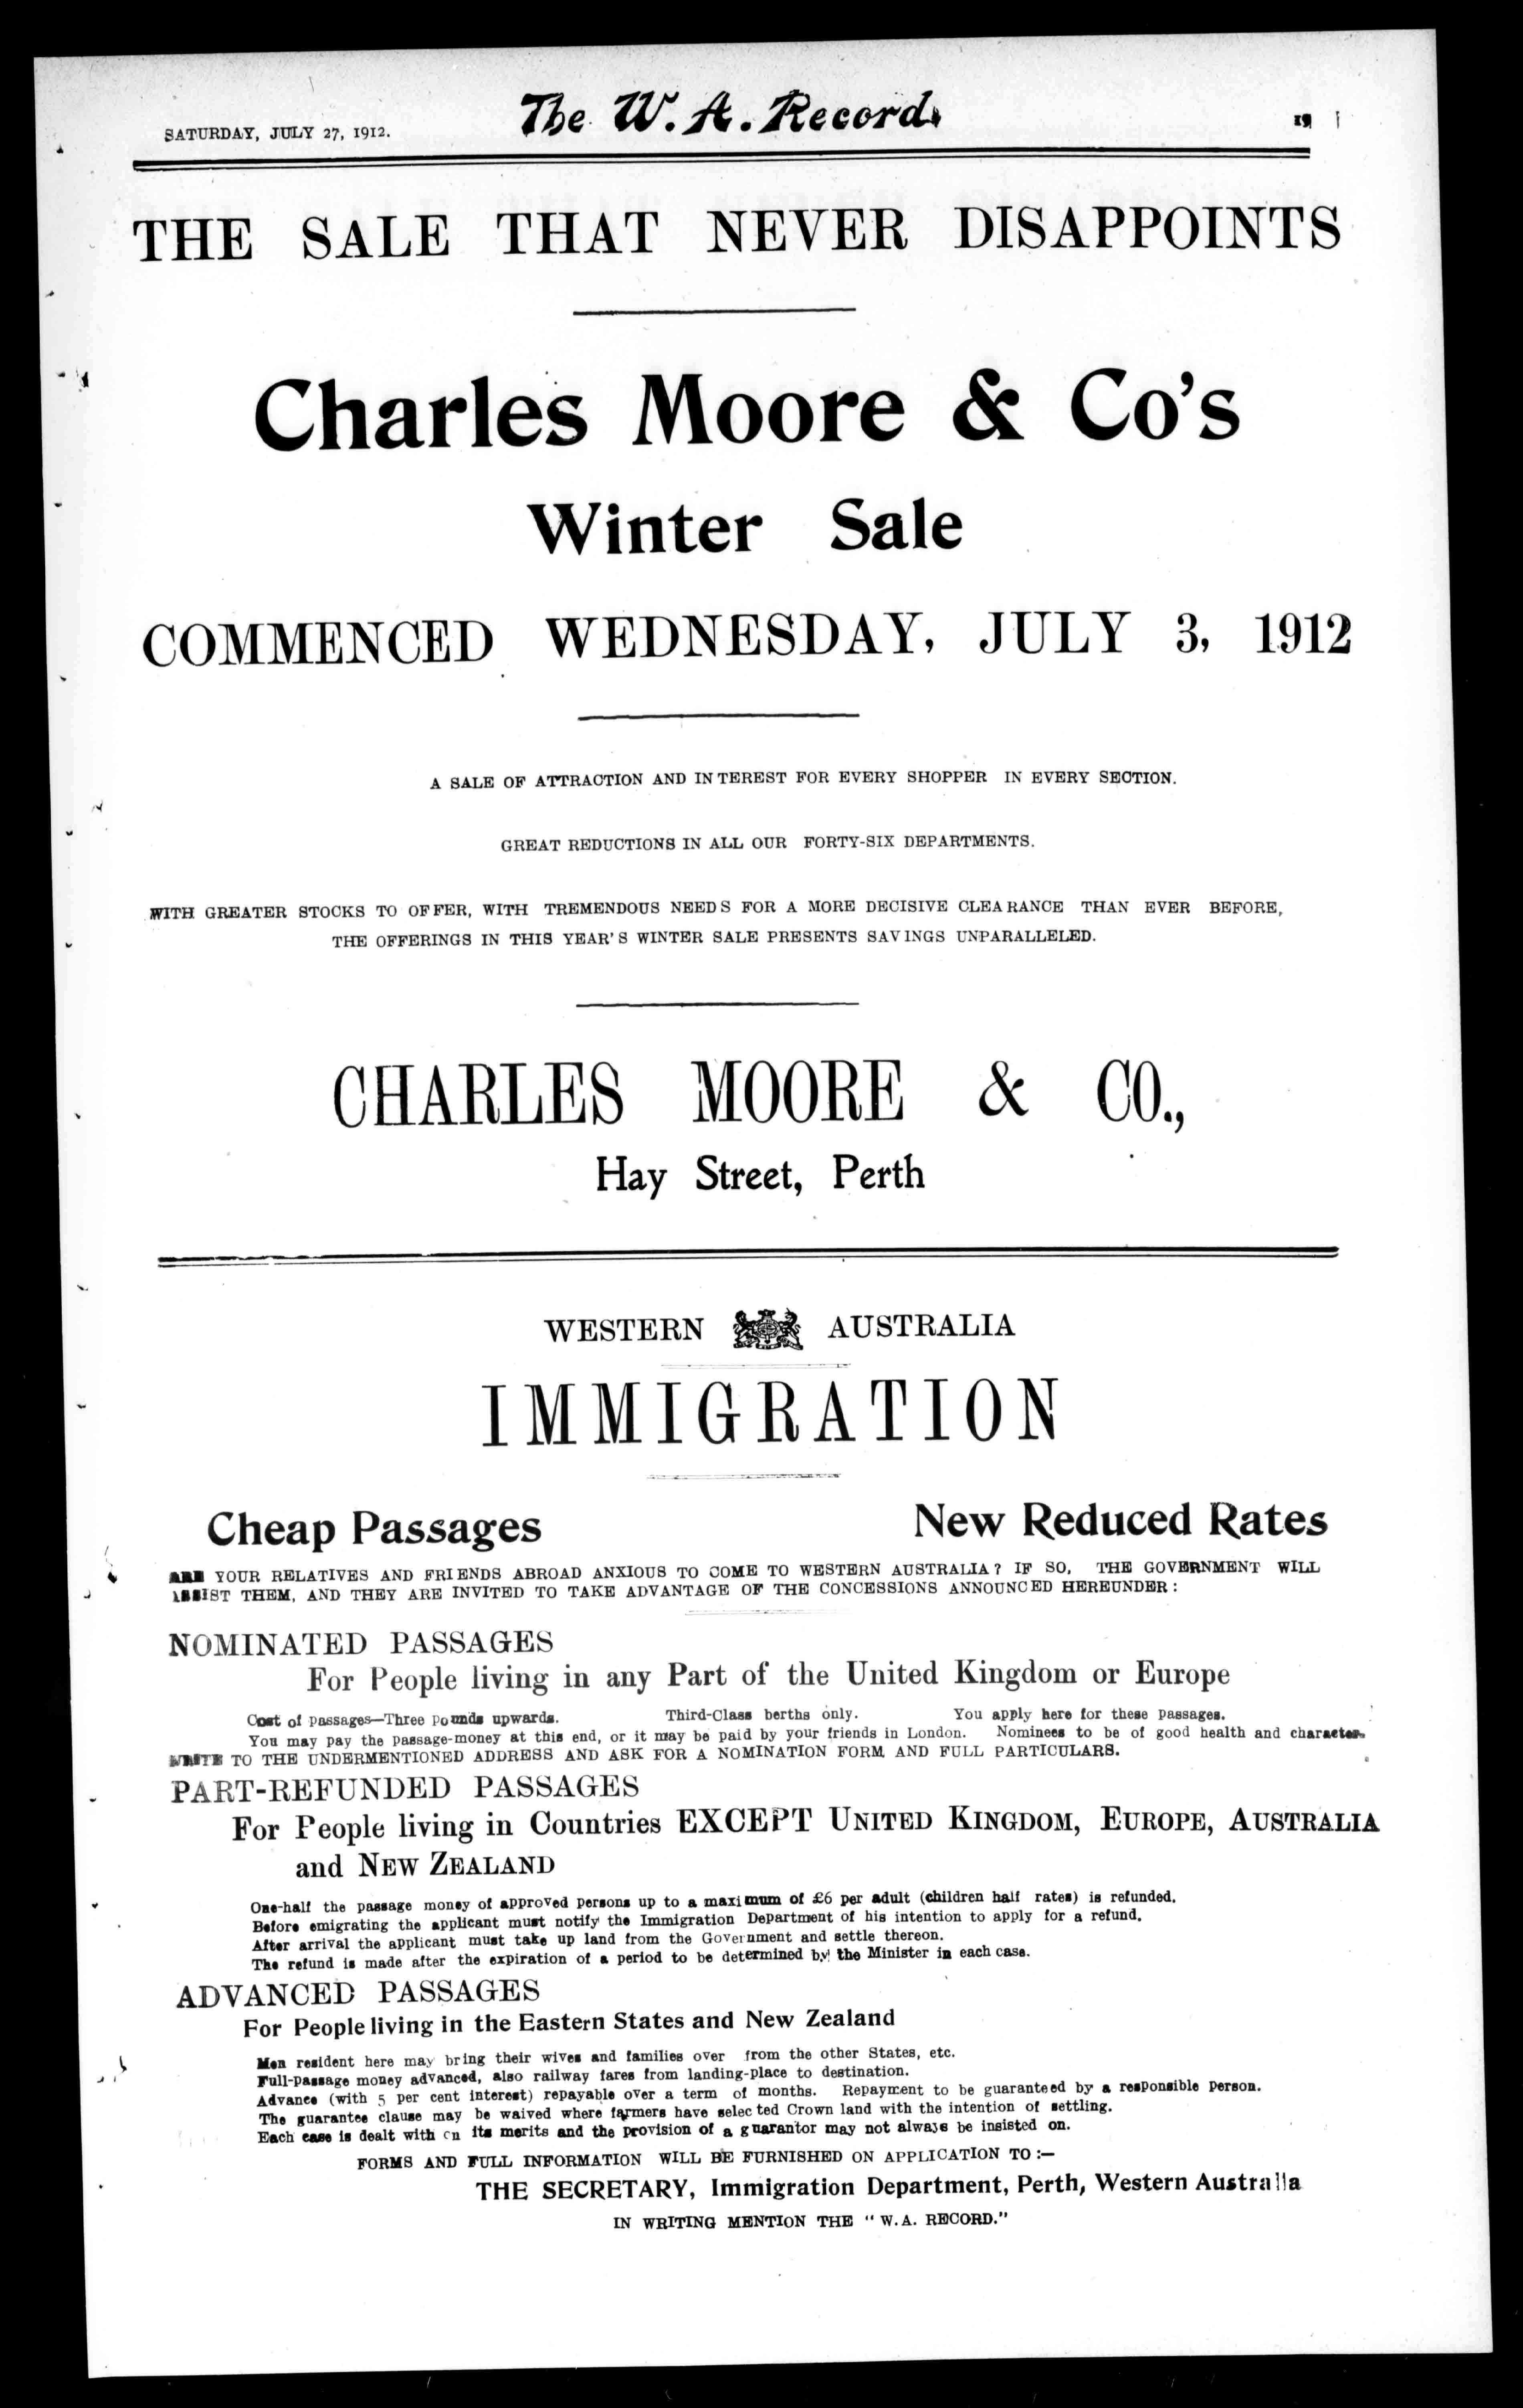 SATURDAY, JULY 27, 1912.
The W. A. Record.
19
THE SALE THAT NEVER DISAPPOINTS
Charles Moore & Co's
Winter Sale
COMMENCED WEDNESDAY, JULY 3, 1912
A SALE OF ATTRACTION AND INTEREST FOR EVERY SHOPPER IN EVERY SECTION.
GREAT REDUCTIONS IN ALL OUR FORTY-SIX DEPARTMENTS.
WITH GREATER STOCKS TO OFFER, WITH TREMENDOUS NEEDS FOR A MORE DECISIVE CLEARANCE THAN EVER BEFORE,
THE OFFERINGS IN THIS YEAR'S WINTER SALE PRESENTS SAVINGS UNPARALLELED.
CHARLES MOORE & CO.,
Hay Street, Perth
WESTERN AUSTRALIA
IMMIGRATION
Cheap Passages New Reduced Rates
ARE YOUR RELATIVES AND FRIENDS ABROAD ANXIOUS TO COME TO WESTERN AUSTRALIA? IF SO, THE GOVERNMENT WILL
ASSIST THEM, AND THEY ARE INVITED TO TAKE ADVANTAGE OF THE CONCESSIONS ANNOUNCED HEREUNDER:
NOMINATED PASSAGES
For People living in any Part of the United Kingdom or Europe
Cost of passages—Three Pounds upwards. Third-Class berths only. You apply here for these passages.
You may pay the passage-money at this end, or it may be paid by your friends in London. Nominees to be of good health and character.
WRITE TO THE UNDERMENTIONED ADDRESS AND ASK FOR A NOMINATION FORM AND FULL PARTICULARS.
PART-REFUNDED PASSAGES
For People living in Countries EXCEPT UNITED KINGDOM, EUROPE, AUSTRALIA
and NEW ZEALAND
One-half the passage money of approved persons up to a maximum of £6 per adult (children half rates) is refunded.
Before emigrating the applicant must notify the Immigration Department of his intention to apply for a refund.
After arrival the applicant must take up land from the Government and settle thereon.
The refund is made after the expiration of a period to be determined by the Minister in each case.
ADVANCED PASSAGES
For People living in the Eastern States and New Zealand
Men resident here may bring their wives and families over from the other States, etc.
Full-passage money advanced, also railway fares from landing-place to destination.
Advance (with 5 per cent interest) repayable over a term of months. Repayment to be guaranteed by a responsible person.
The guarantee clause may be waived where farmers have selected Crown land with the intention of settling.
Each case is dealt with on its merits and the provision of a guarantor may not always be insisted on.
FORMS AND FULL INFORMATION WILL BE FURNISHED ON APPLICATION TO:—
THE SECRETARY, Immigration Department, Perth, Western Australia
IN WRITING MENTION THE "W. A. RECORD."